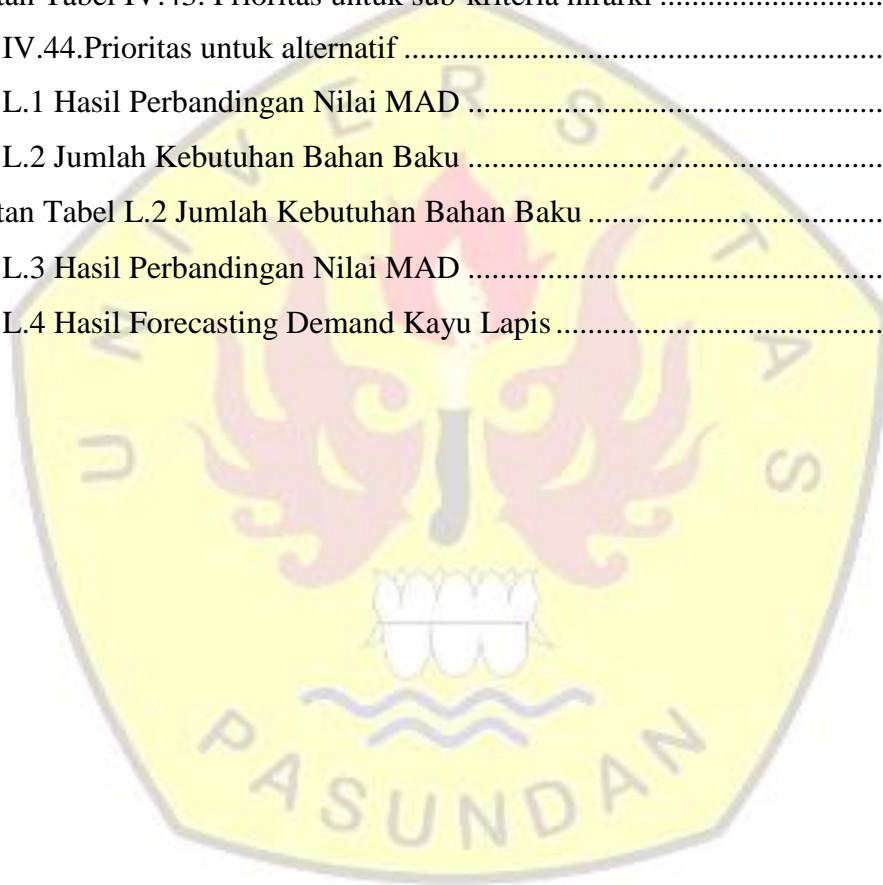 tan Tabel IV.43. Prioritas untuk sub-kriteria hirarki ....................................
IV.44.Prioritas untuk alternatif ....................................
L.1 Hasil Perbandingan Nilai MAD ....................................
L.2 Jumlah Kebutuhan Bahan Baku ....................................
tan Tabel L.2 Jumlah Kebutuhan Bahan Baku ....................................
L.3 Hasil Perbandingan Nilai MAD ....................................
L.4 Hasil Forecasting Demand Kayu Lapis ....................................
UNIVERSITAS
PASUNDAN